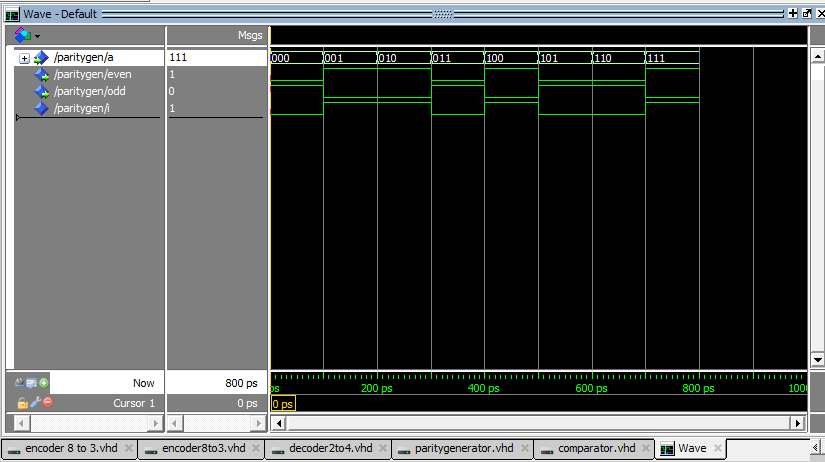 Wave - Default
Msgs
/paritygen/a 111 000 001 010 011 100 101 110 111
/paritygen/even 1
/paritygen/odd 0
/paritygen/i 1
Now 800 ps ps 200 ps 400 ps 600 ps 800 ps 1000
Cursor 1 0 ps 0 ps
encoder 8 to 3.vhd encoder8to3.vhd decoder2to4.vhd paritygenerator.vhd comparator.vhd Wave